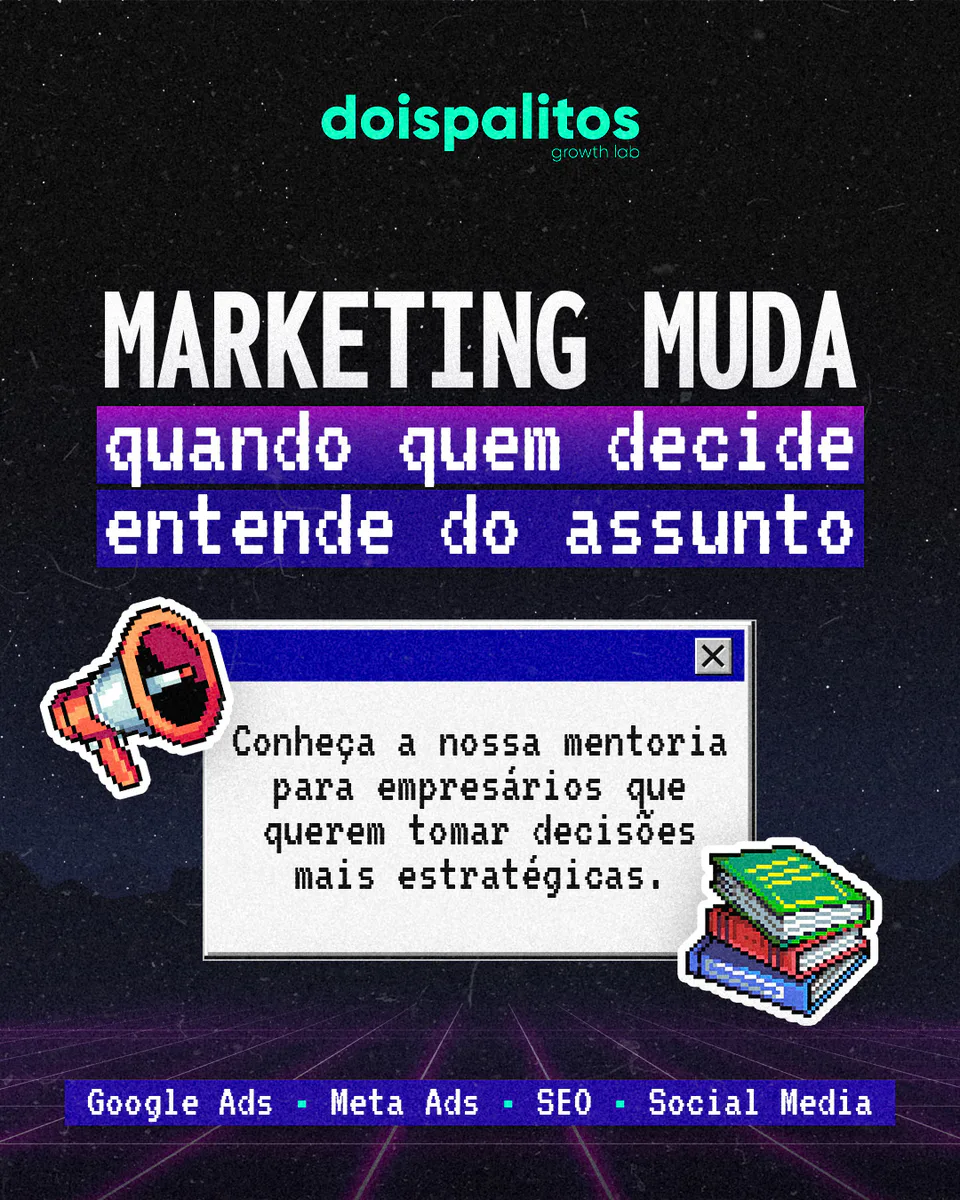 doispalitos
growth lab
MARKETING MUDA
quando quem decide
entende do assunto
Conheça a nossa mentoria
para empresários que
querem tomar decisões
mais estratégicas.
Google Ads · Meta Ads · SEO · Social Media